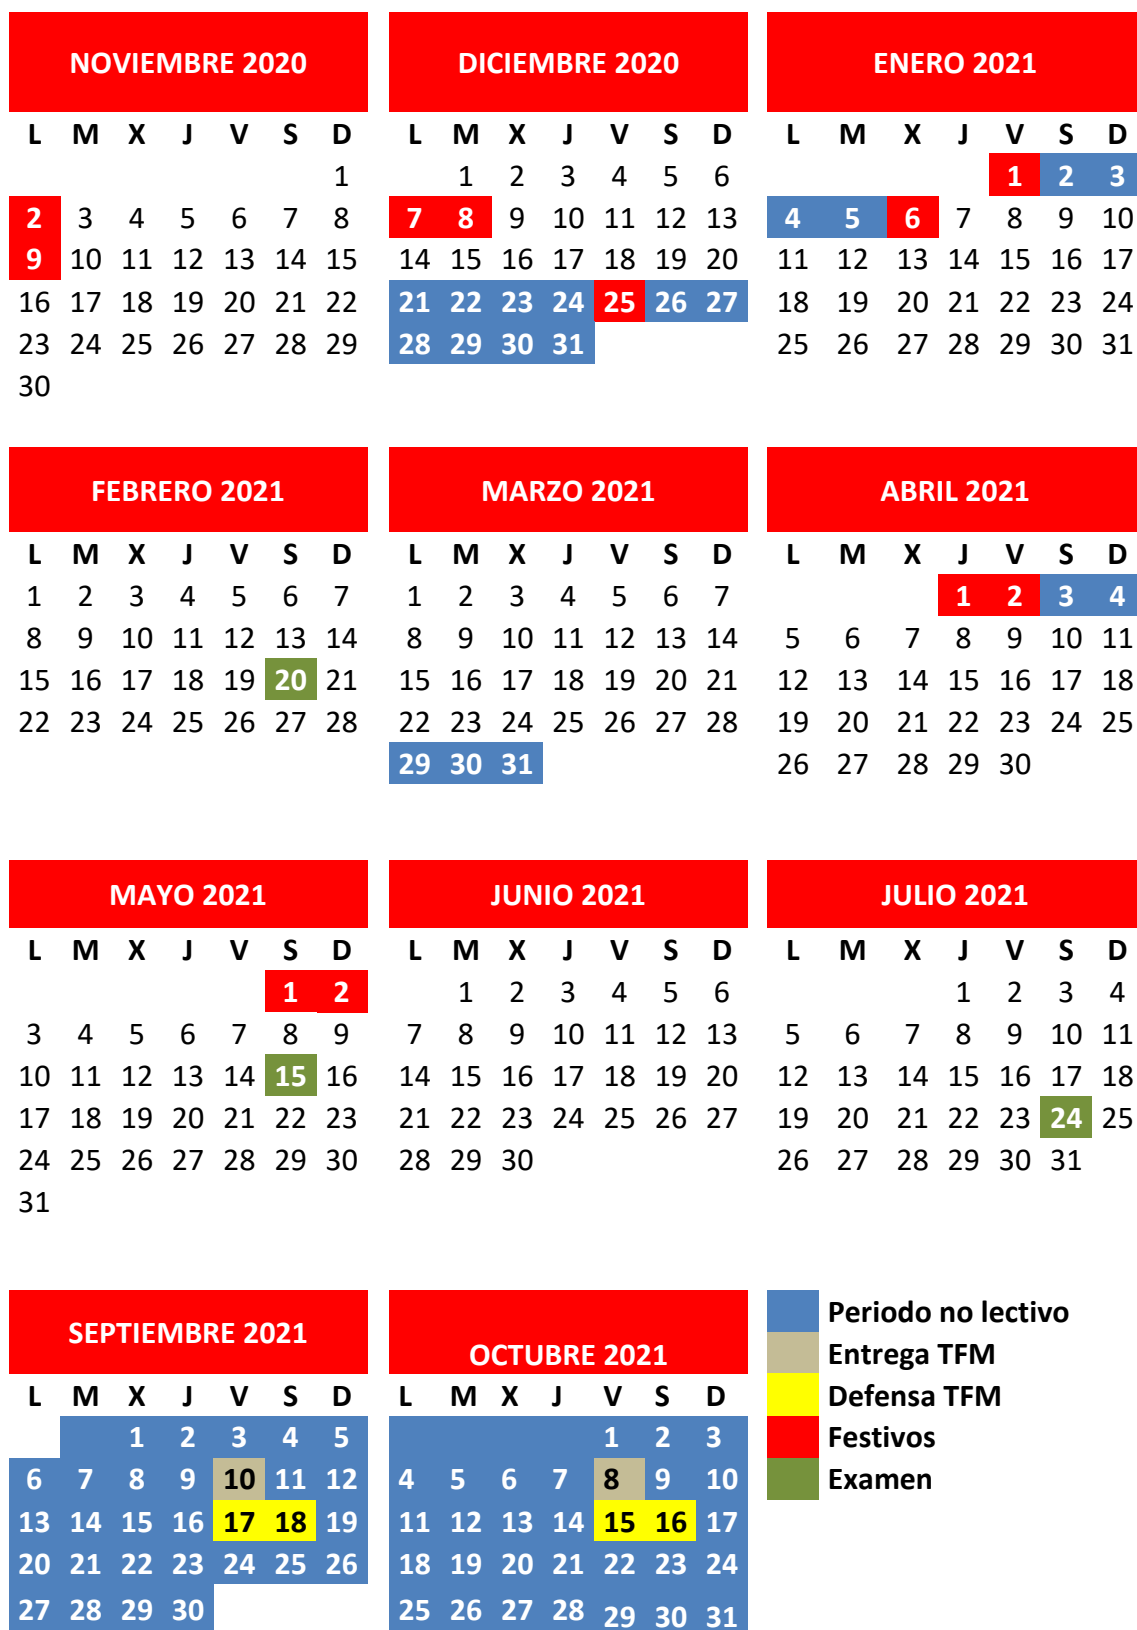 NOVIEMBRE 2020 DICIEMBRE 2020 ENERO 2021
L M X J V S D L M X J V S D L M X J V S D
1 1 2 3 4 5 6 1 2 3
2 3 4 5 6 7 8 7 8 9 10 11 12 13 4 5 6 7 8 9 10
9 10 11 12 13 14 15 14 15 16 17 18 19 20 11 12 13 14 15 16 17
16 17 18 19 20 21 22 21 22 23 24 25 26 27 18 19 20 21 22 23 24
23 24 25 26 27 28 29 28 29 30 31 25 26 27 28 29 30 31
30
FEBRERO 2021 MARZO 2021 ABRIL 2021
L M X J V S D L M X J V S D L M X J V S D
1 2 3 4 5 6 7 1 2 3 4 5 6 7 1 2 3 4
8 9 10 11 12 13 14 8 9 10 11 12 13 14 5 6 7 8 9 10 11
15 16 17 18 19 20 21 15 16 17 18 19 20 21 12 13 14 15 16 17 18
22 23 24 25 26 27 28 22 23 24 25 26 27 28 19 20 21 22 23 24 25
29 30 31 26 27 28 29 30
MAYO 2021 JUNIO 2021 JULIO 2021
L M X J V S D L M X J V S D L M X J V S D
1 2 1 2 3 4 5 6 1 2 3 4
3 4 5 6 7 8 9 7 8 9 10 11 12 13 5 6 7 8 9 10 11
10 11 12 13 14 15 16 14 15 16 17 18 19 20 12 13 14 15 16 17 18
17 18 19 20 21 22 23 21 22 23 24 25 26 27 19 20 21 22 23 24 25
24 25 26 27 28 29 30 28 29 30 26 27 28 29 30 31
31
SEPTIEMBRE 2021 OCTUBRE 2021 Periodo no lectivo
Entrega TFM
L M X J V S D L M X J V S D Defensa TFM
1 2 3 4 5 1 2 3 Festivos
6 7 8 9 10 11 12 4 5 6 7 8 9 10 Examen
13 14 15 16 17 18 19 11 12 13 14 15 16 17
20 21 22 23 24 25 26 18 19 20 21 22 23 24
27 28 29 30 25 26 27 28 29 30 31